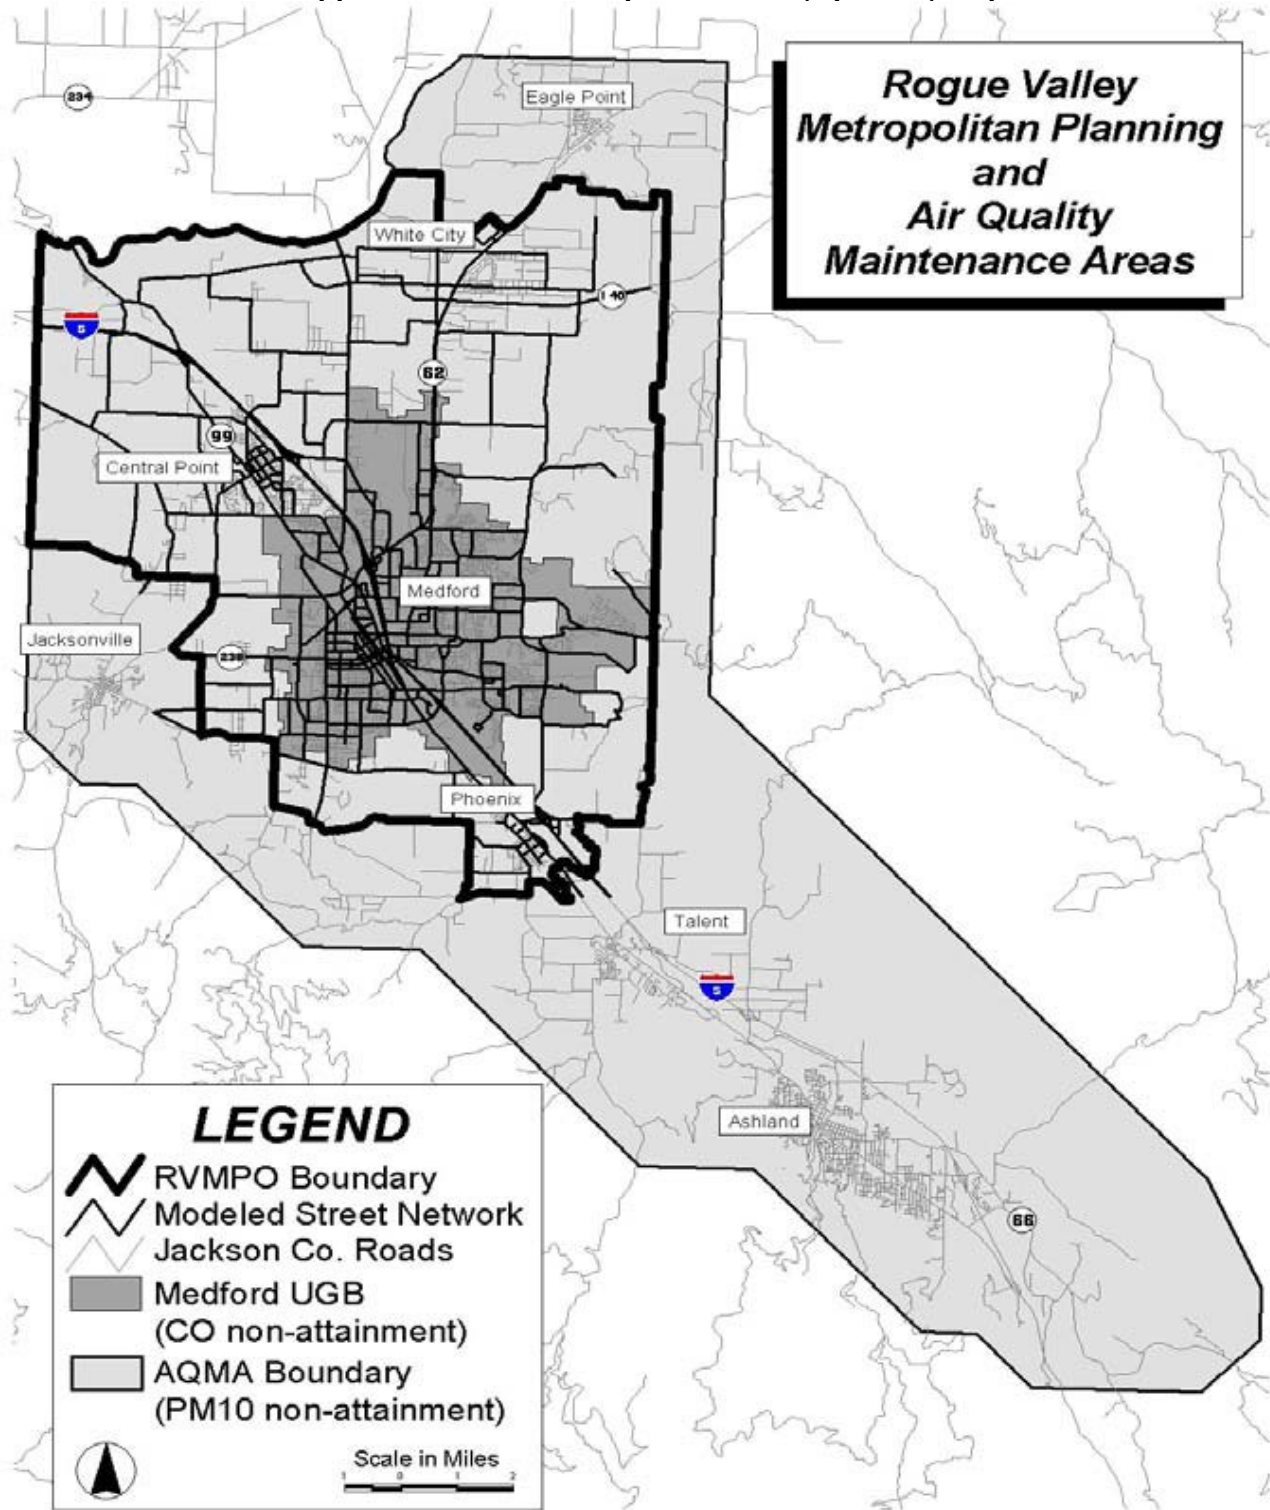 Rogue Valley
Metropolitan Planning
and
Air Quality
Maintenance Areas
234
Eagle Point
White City
140
5
62
99
Central Point
Medford
Jacksonville
238
Phoenix
Talent
5
Ashland
66
LEGEND
RVMPO Boundary
Modeled Street Network
Jackson Co. Roads
Medford UGB
(CO non-attainment)
AQMA Boundary
(PM10 non-attainment)
Scale in Miles
1 0 1 2